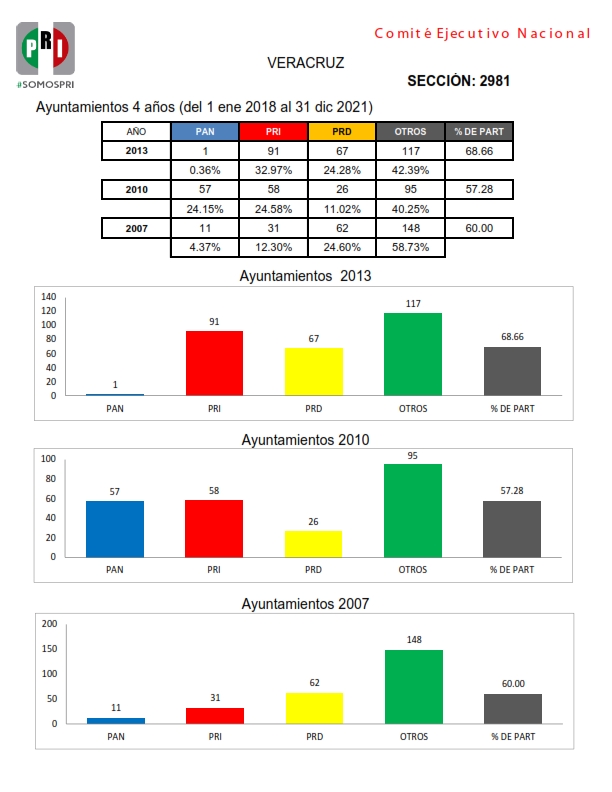 Comité Ejecutivo Nacional
PRI
#SOMOSPRI
VERACRUZ
SECCIÓN: 2981
Ayuntamientos 4 años (del 1 ene 2018 al 31 dic 2021)
AÑO PAN PRI PRD OTROS % DE PART
2013 1 91 67 117 68.66
0.36% 32.97% 24.28% 42.39%
2010 57 58 26 95 57.28
24.15% 24.58% 11.02% 40.25%
2007 11 31 62 148 60.00
4.37% 12.30% 24.60% 58.73%
Ayuntamientos 2013
140
120
100
80
60
40
20
0
1 91 67 117 68.66
PAN PRI PRD OTROS % DE PART
Ayuntamientos 2010
100
80
60
40
20
0
57 58 26 95 57.28
PAN PRI PRD OTROS % DE PART
Ayuntamientos 2007
200
150
100
50
0
11 31 62 148 60.00
PAN PRI PRD OTROS % DE PART